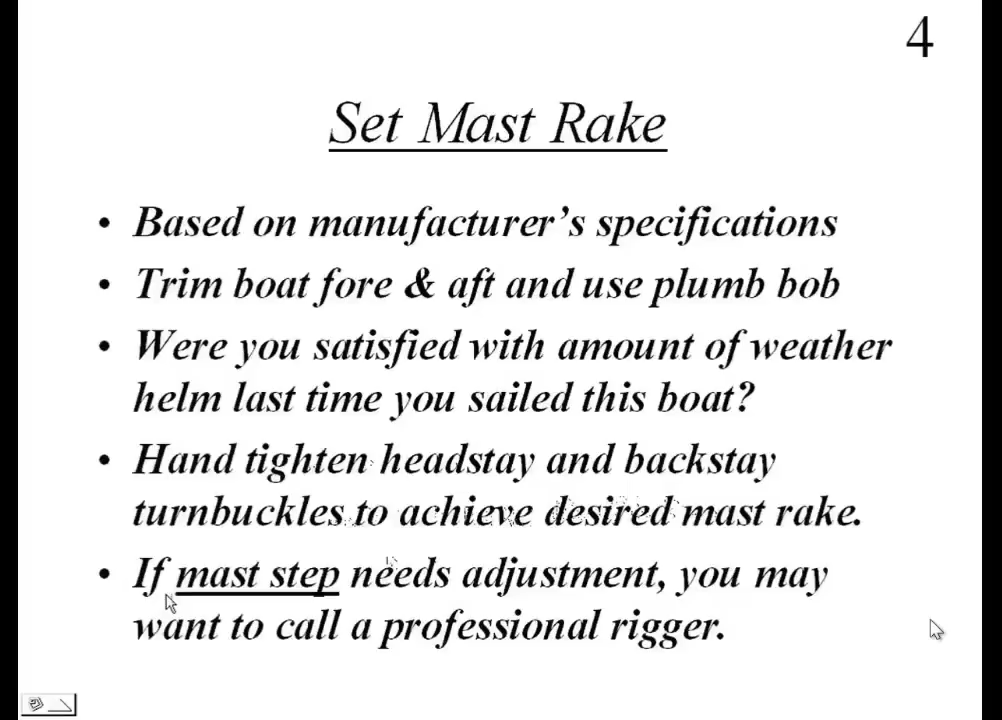 4
Set Mast Rake
• Based on manufacturer's specifications
• Trim boat fore & aft and use plumb bob
• Were you satisfied with amount of weather
helm last time you sailed this boat?
• Hand tighten headstay and backstay
turnbuckles to achieve desired mast rake.
• If mast step needs adjustment, you may
want to call a professional rigger.